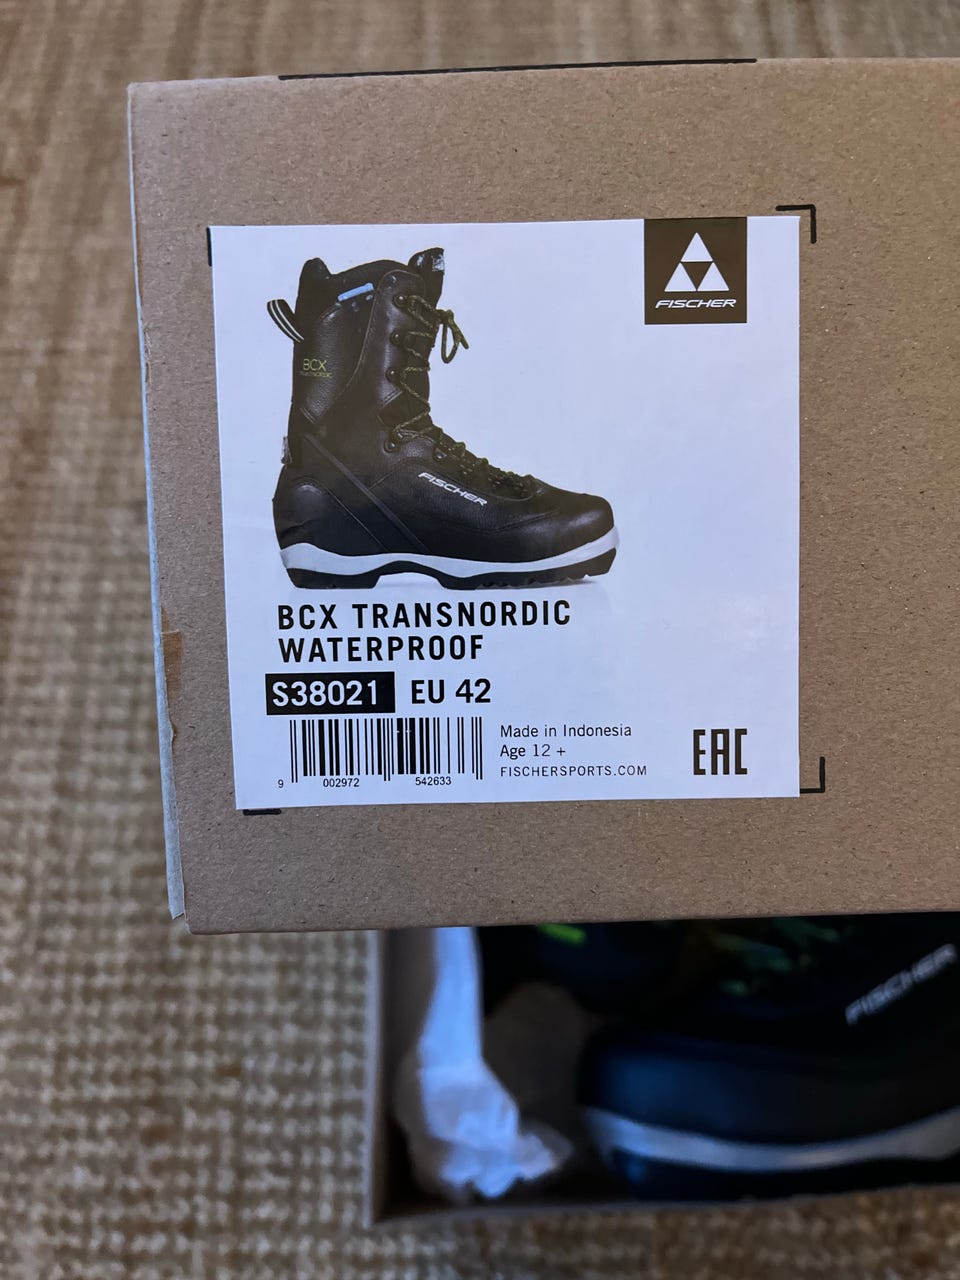 FISCHER
BCX
TRANSNORDIC
FISCHER
BCX TRANSNORDIC
WATERPROOF
S38021 EU 42
Made in Indonesia
Age 12 +
FISCHERSPORTS.COM
EAC
9 002972 542633
FISCHER